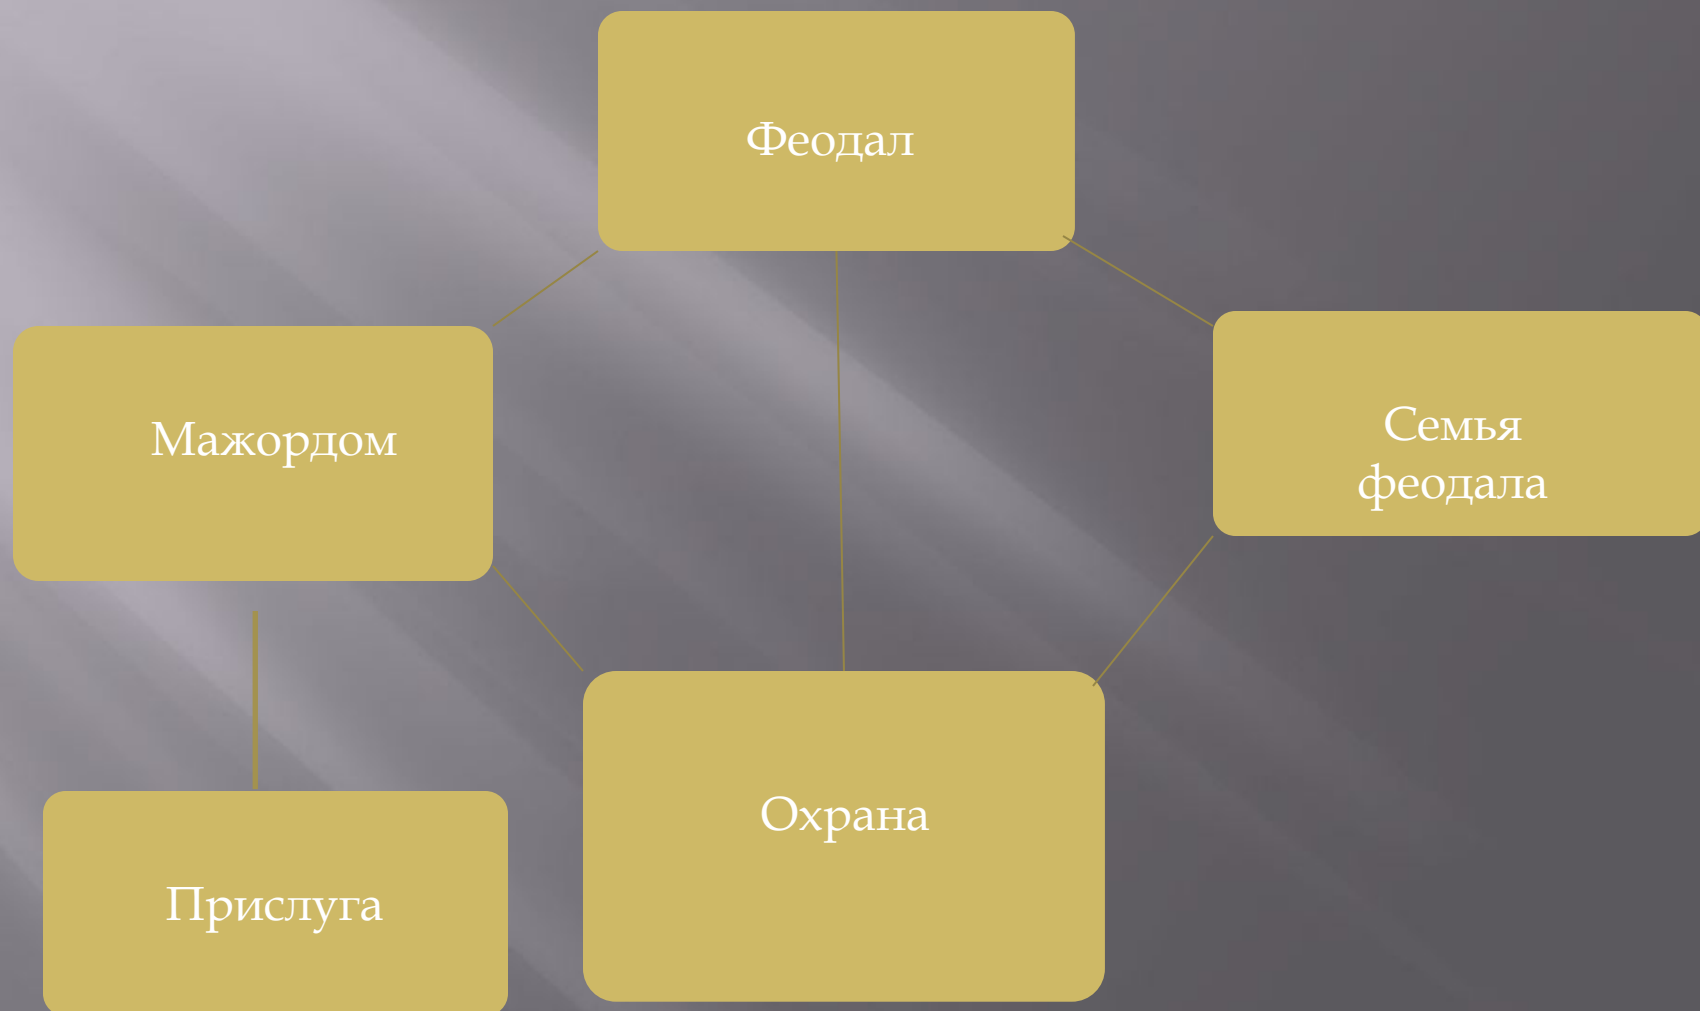 Феодал
Мажордом
Семья
феодала
Охрана
Прислуга